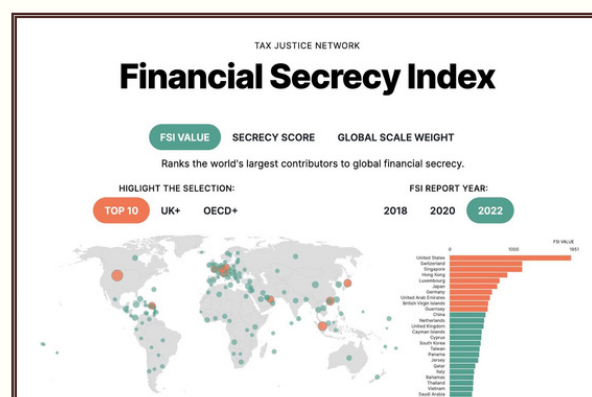 TAX JUSTICE NETWORK
Financial Secrecy Index
FSI VALUE SECRECY SCORE GLOBAL SCALE WEIGHT
Ranks the world's largest contributors to global financial secrecy.
HIGLIGHT THE SELECTION: FSI REPORT YEAR:
TOP 10 UK+ OECD+ 2018 2020 2022
FSI VALUE
0 1000 1951
United States
Switzerland
Singapore
Hong Kong
Luxembourg
Japan
Germany
United Arab Emirates
British Virgin Islands
Guernsey
China
Netherlands
United Kingdom
Cayman Islands
Cyprus
South Korea
Taiwan
Panama
Jersey
Qatar
Italy
Bahamas
Thailand
Vietnam
Saudi Arabia